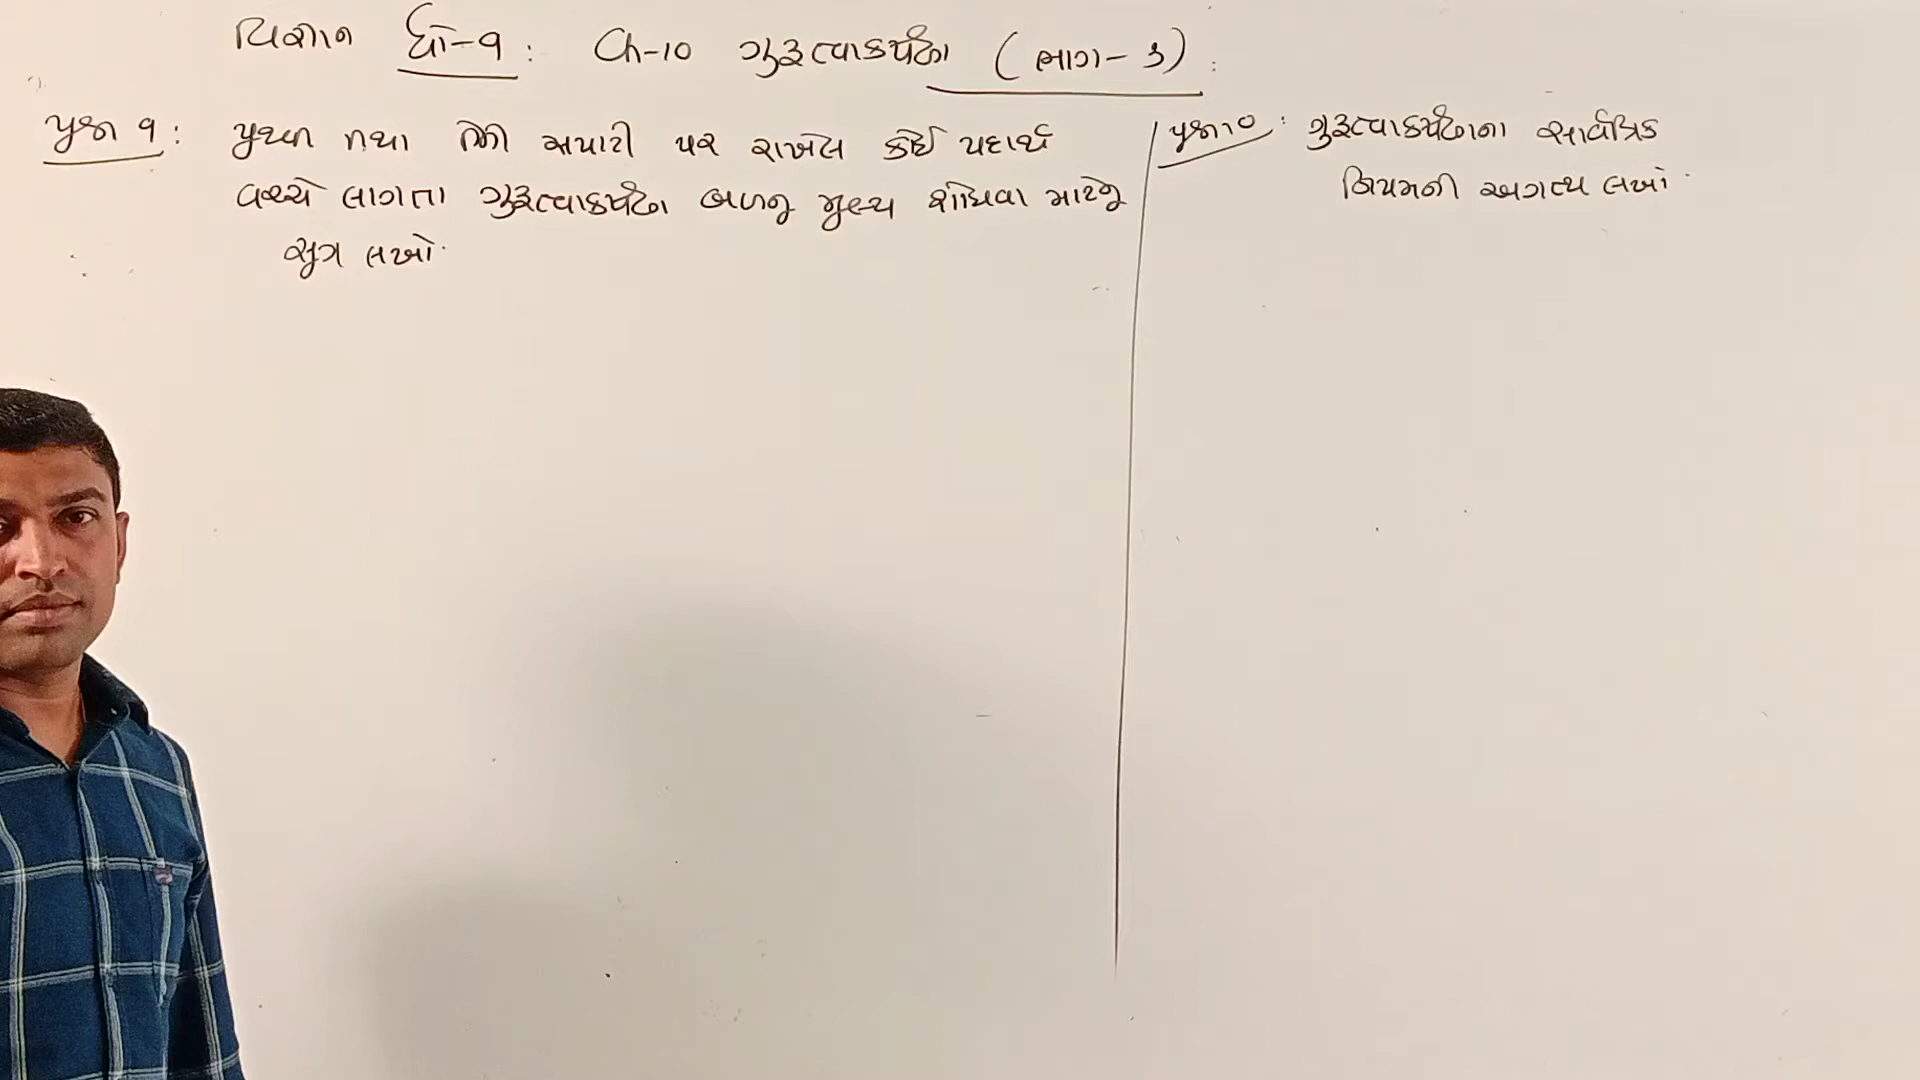 વિજ્ઞાન ધો-૯ : Ch-10 ગુરુત્વાકર્ષણ (ભાગ- ૩) :
પ્રશ્ન ૧ : પૃથ્વી તથા તેની સપાટી પર રાખેલ કોઈ પદાર્થ
વચ્ચે લાગતા ગુરુત્વાકર્ષણ બળનુ મુલ્ય શોધવા માટેનુ
સુત્ર લખો.
પ્રશ્ન ૧૦ : ગુરુત્વાકર્ષણના સાર્વત્રિક
નિયમની અગત્ય લખો.